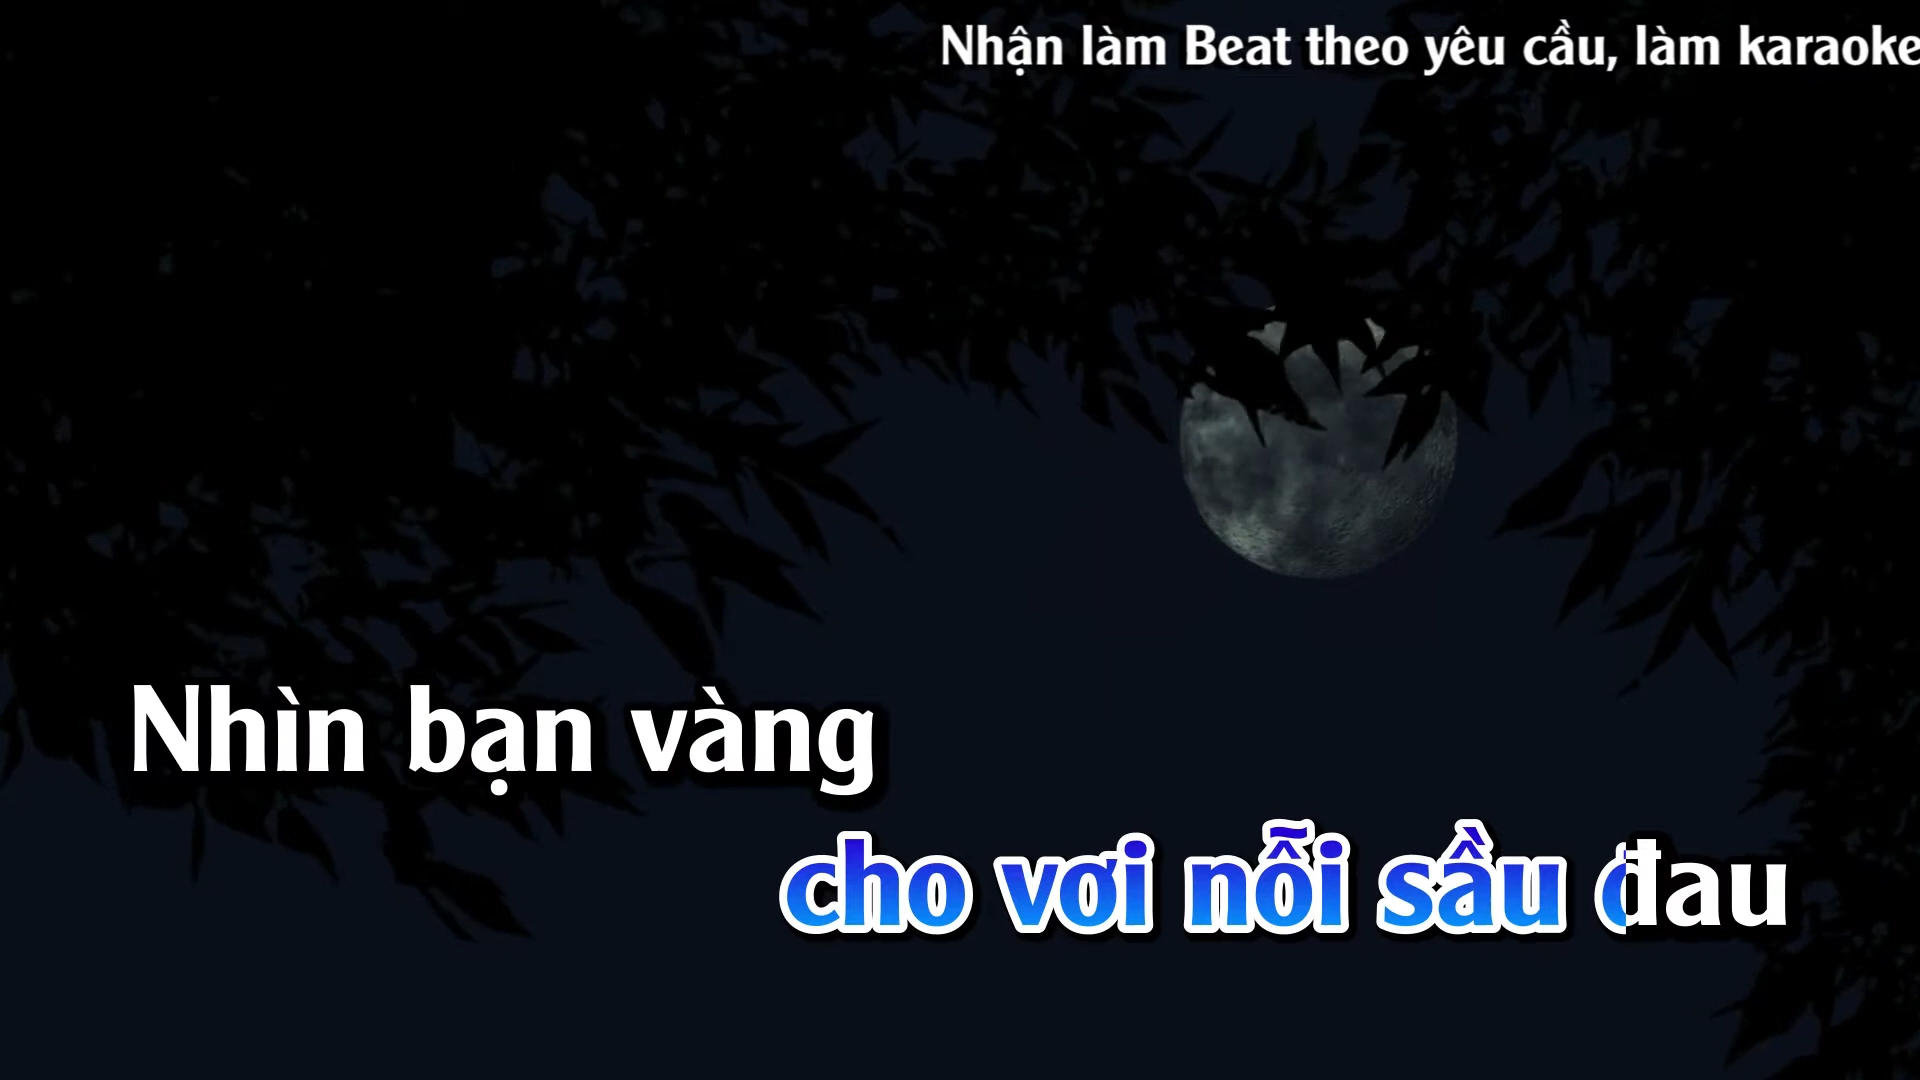 Nhận làm Beat theo yêu cầu, làm karaoke
Nhìn bạn vàng
cho vơi nỗi sầu đau